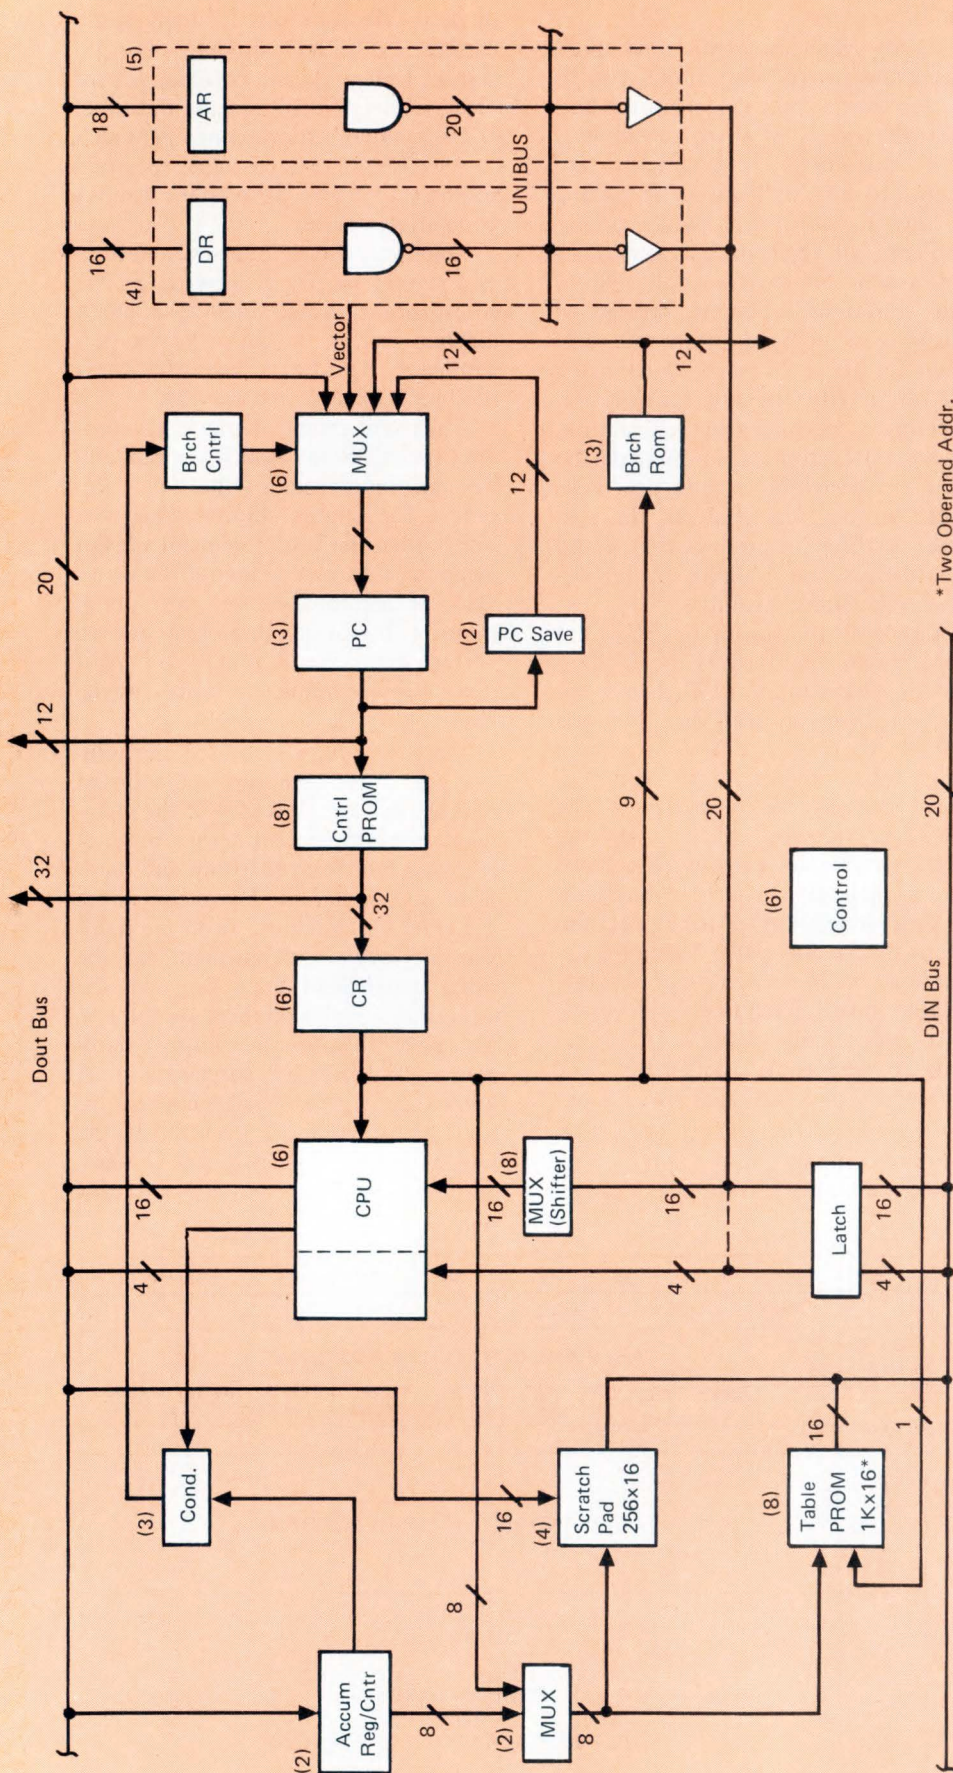 Dout Bus
32
12
20
18
(5)
AR
20
16
(4)
DR
16
UNIBUS
Vector
Brch
Cntrl
(6)
MUX
(3)
PC
(2)
PC Save
12
12
12
(3)
Brch
Rom
(8)
Cntrl
PROM
32
(6)
CR
9
20
(6)
CPU
16
4
16
(8)
MUX
(Shifter)
16
4
Latch
16
4
(6)
Control
(3)
Cond.
16
(4)
Scratch
Pad
256x16
16
1
(8)
Table
PROM
1Kx16*
(2)
Accum
Reg/Cntr
8
8
(2)
MUX
8
DIN Bus
20
*Two Operand Addr.